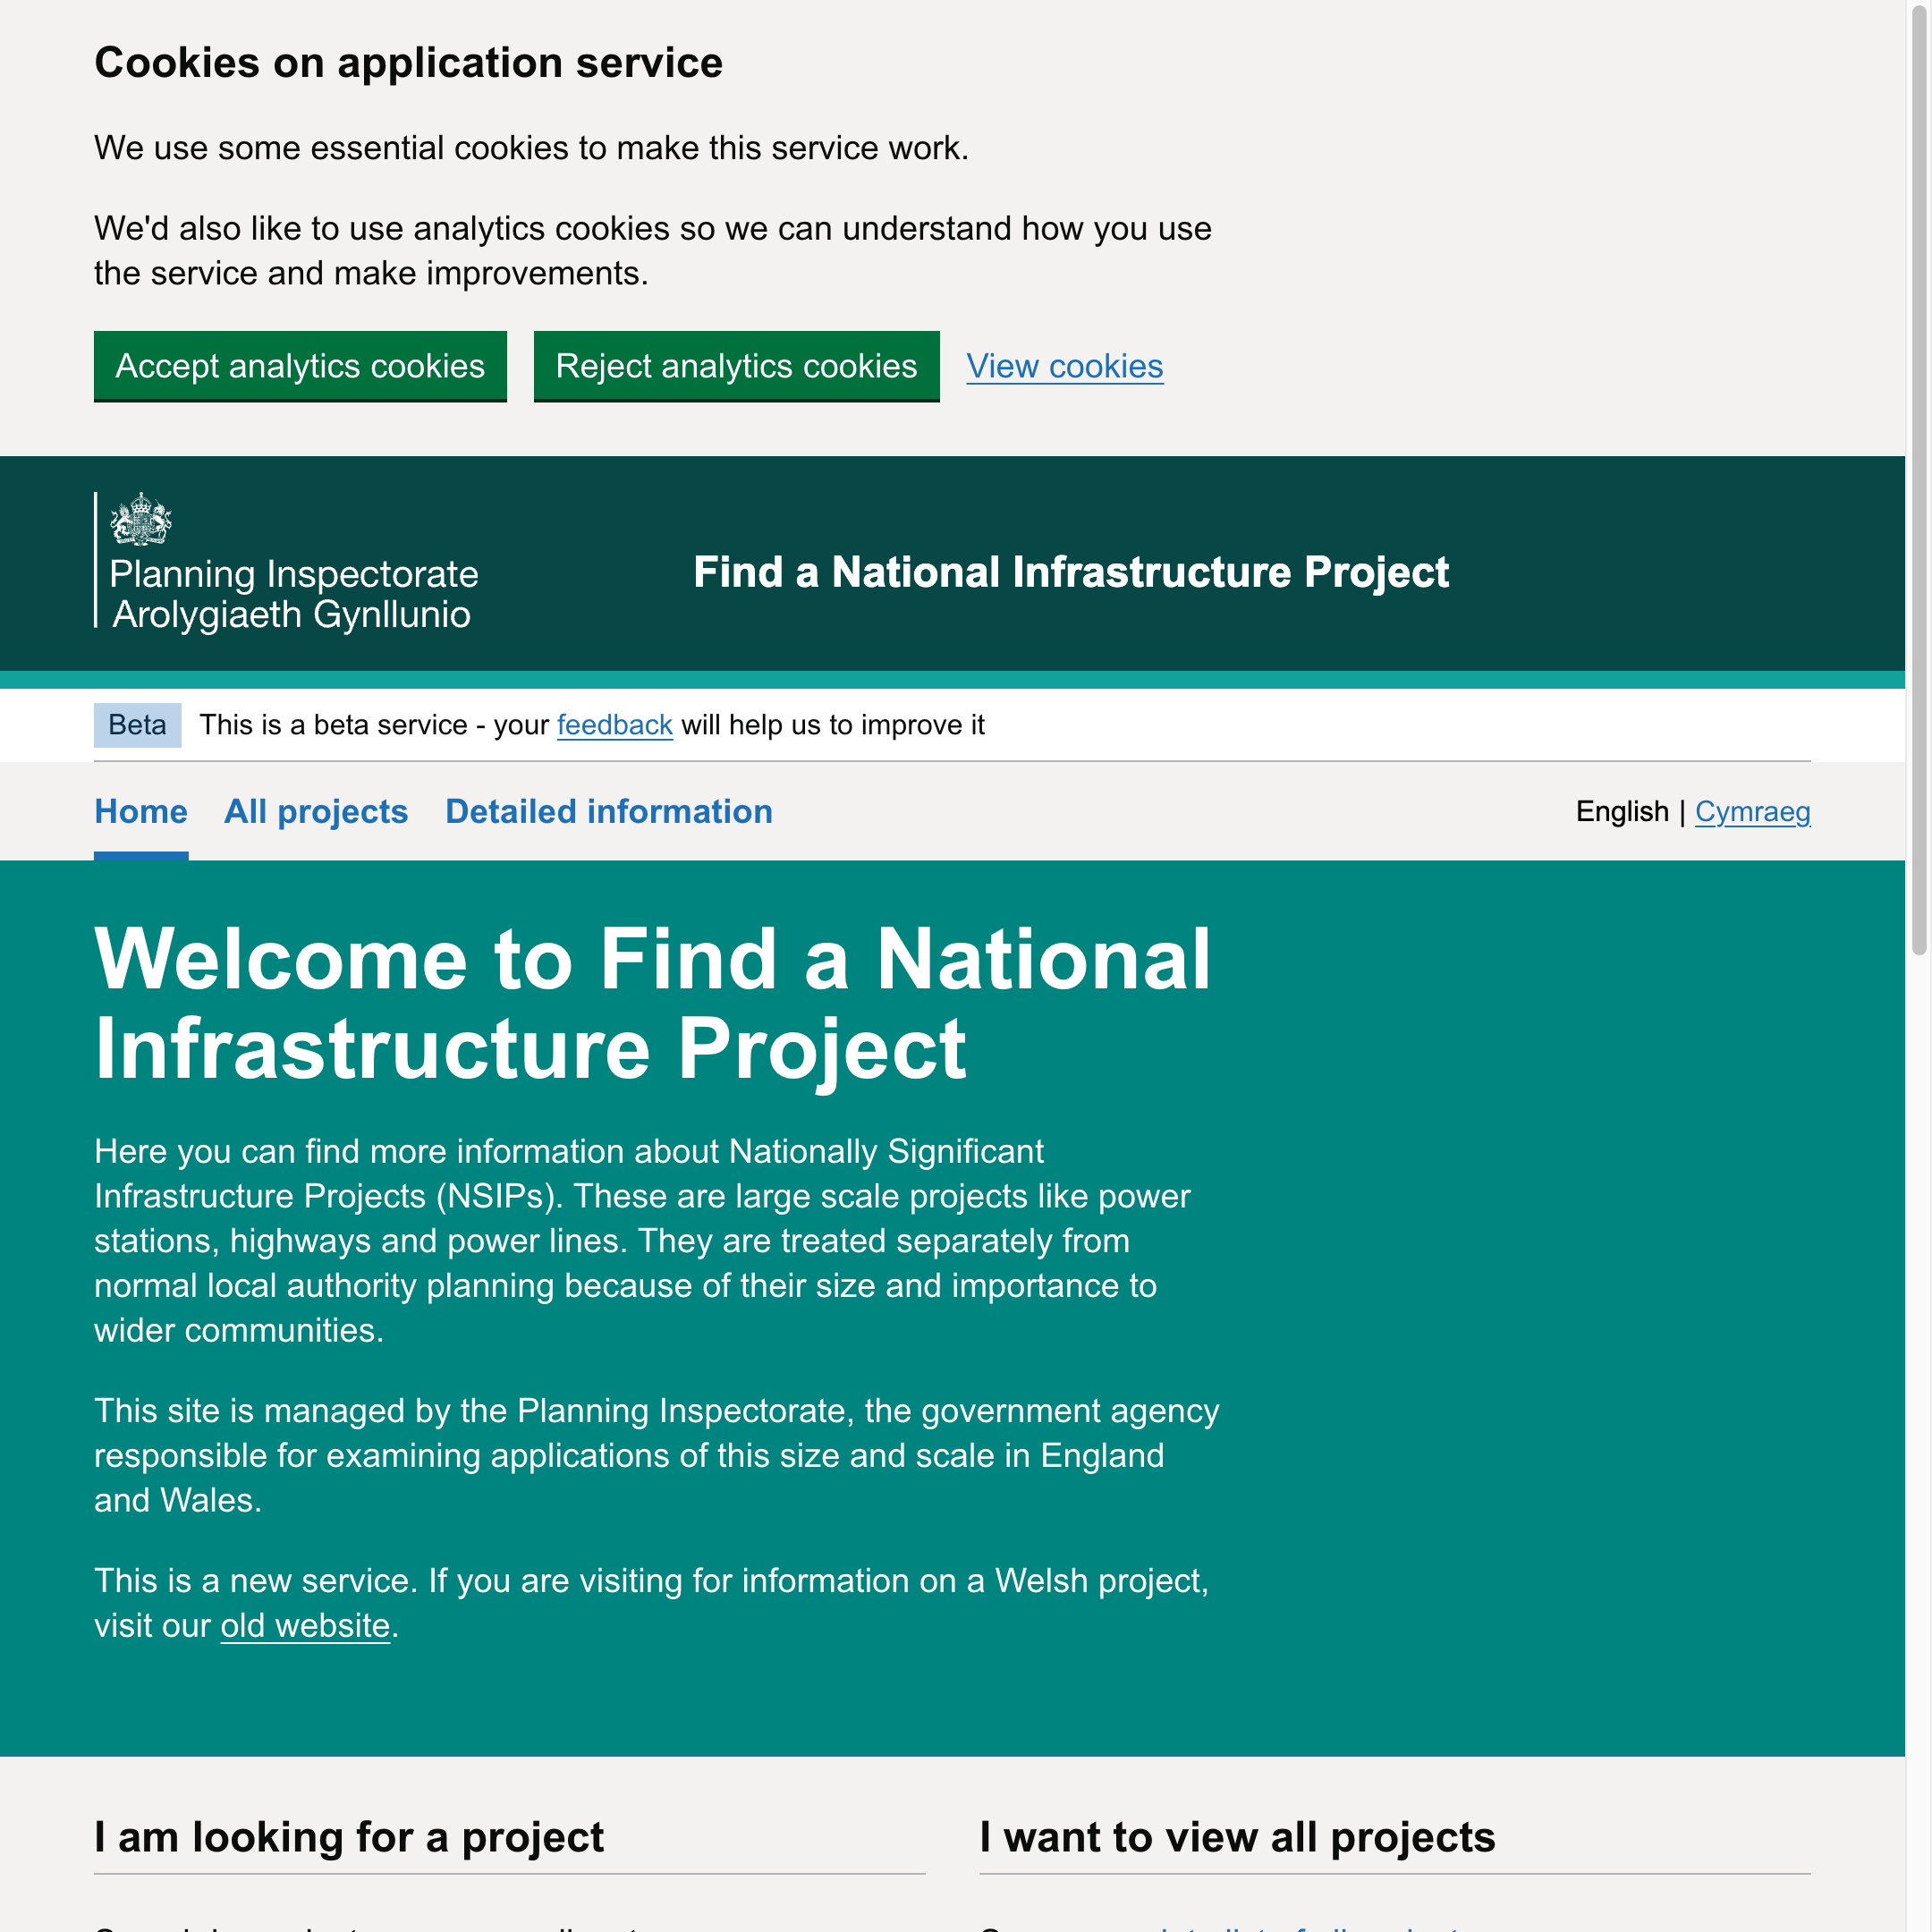 Cookies on application service
We use some essential cookies to make this service work.
We'd also like to use analytics cookies so we can understand how you use
the service and make improvements.
Accept analytics cookies
Reject analytics cookies
View cookies
Planning Inspectorate
Arolygiaeth Gynllunio
Find a National Infrastructure Project
Beta
This is a beta service - your feedback will help us to improve it
Home
All projects
Detailed information
English | Cymraeg
Welcome to Find a National
Infrastructure Project
Here you can find more information about Nationally Significant
Infrastructure Projects (NSIPs). These are large scale projects like power
stations, highways and power lines. They are treated separately from
normal local authority planning because of their size and importance to
wider communities.
This site is managed by the Planning Inspectorate, the government agency
responsible for examining applications of this size and scale in England
and Wales.
This is a new service. If you are visiting for information on a Welsh project,
visit our old website.
I am looking for a project
I want to view all projects